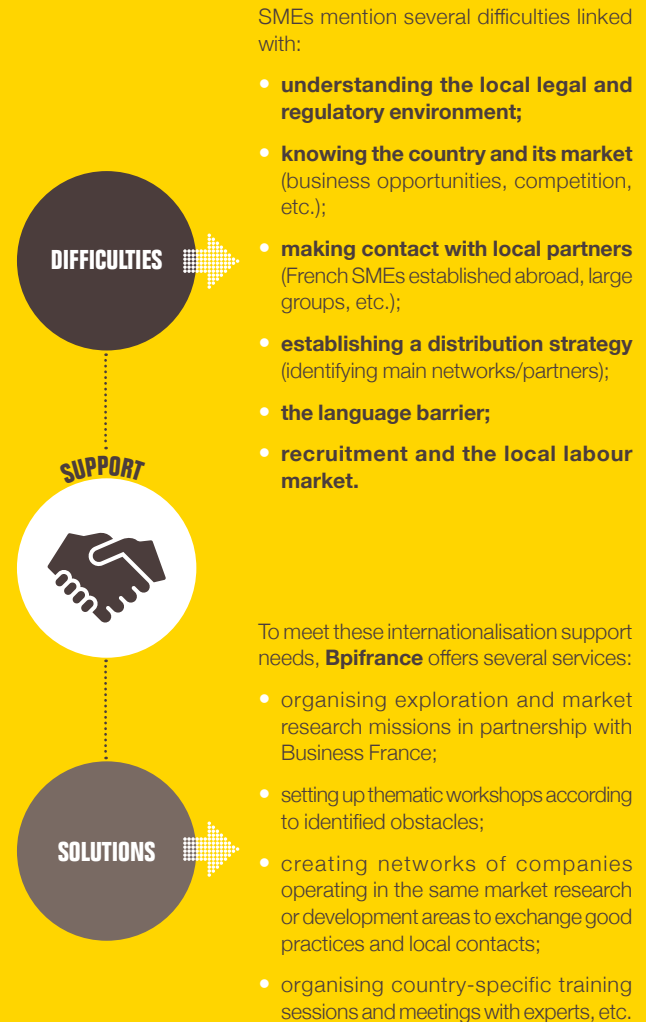 SMEs mention several difficulties linked
with:
• understanding the local legal and
regulatory environment;
• knowing the country and its market
(business opportunities, competition,
etc.);
DIFFICULTIES
• making contact with local partners
(French SMEs established abroad, large
groups, etc.);
• establishing a distribution strategy
(identifying main networks/partners);
• the language barrier;
• recruitment and the local labour
market.
SUPPORT
To meet these internationalisation support
needs, Bpifrance offers several services:
• organising exploration and market
research missions in partnership with
Business France;
• setting up thematic workshops according
to identified obstacles;
SOLUTIONS
• creating networks of companies
operating in the same market research
or development areas to exchange good
practices and local contacts;
• organising country-specific training
sessions and meetings with experts, etc.